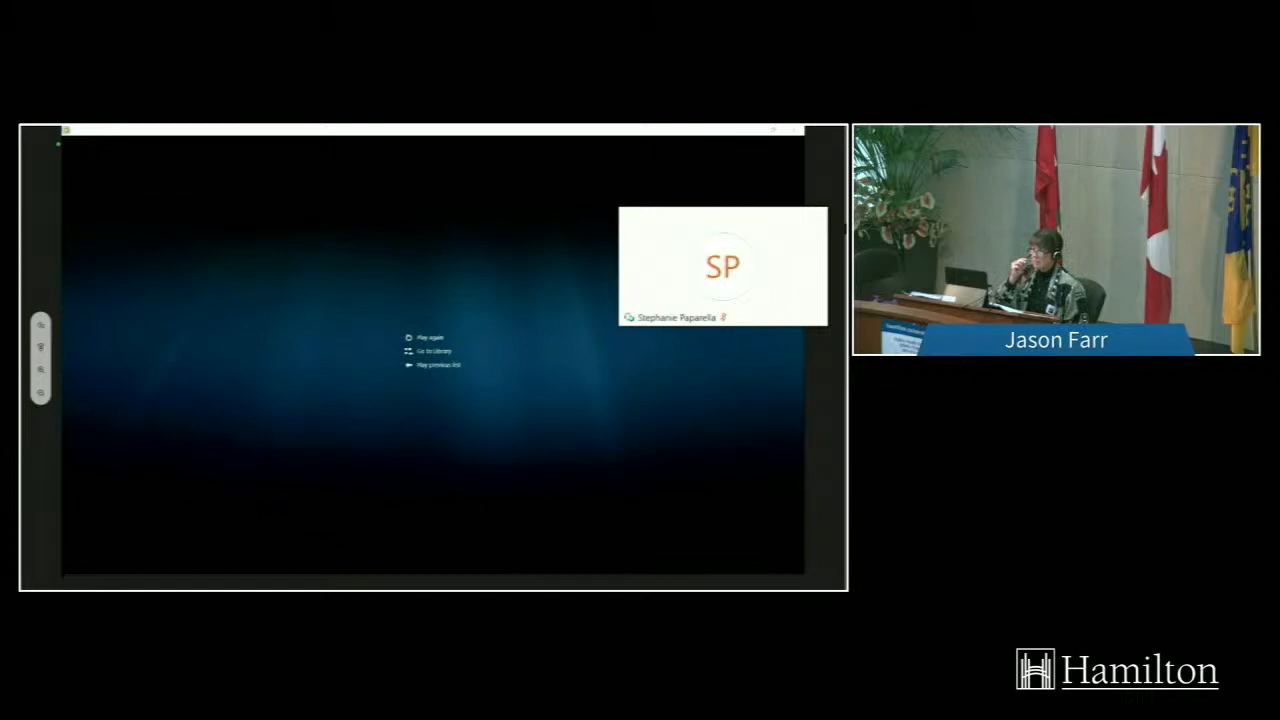 Play again
Go to Library
Play previous list
SP
Stephanie Paparella
Jason Farr
Hamilton